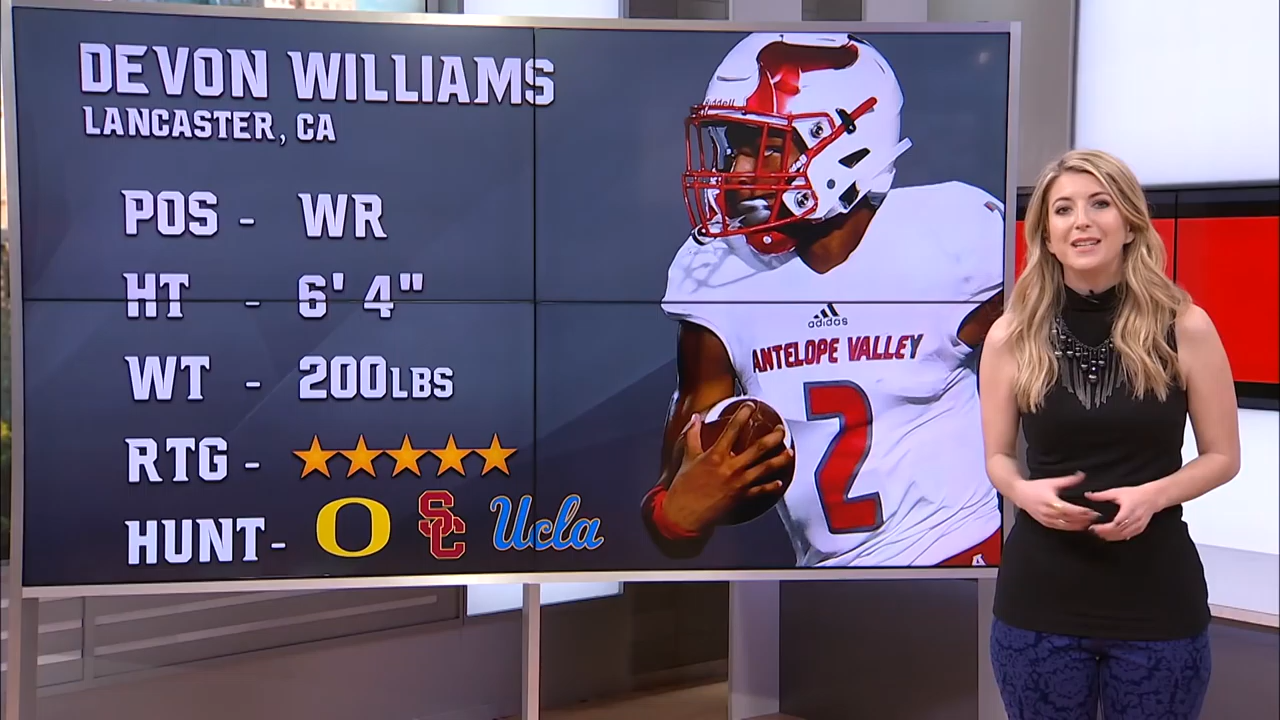 DEVON WILLIAMS
LANCASTER, CA
POS - WR
HT - 6' 4"
WT - 200LBS
RTG -
HUNT- O SC Ucla
Riddell
adidas
ANTELOPE VALLEY
2